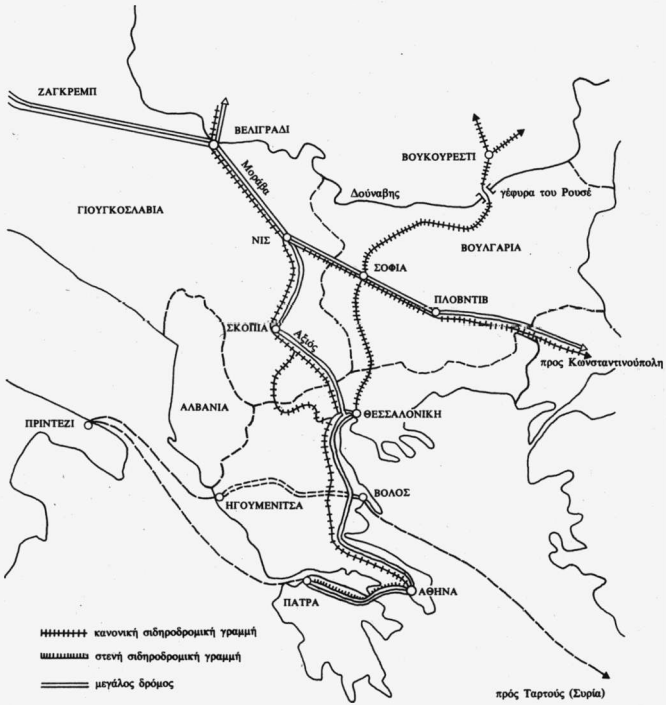 ΖΑΓΚΡΕΜΠ
ΒΕΛΙΓΡΑΔΙ
ΒΟΥΚΟΥΡΕΣΤΙ
Μοράβα
Δούναβης
γέφυρα του Ρουσέ
ΓΙΟΥΓΚΟΣΛΑΒΙΑ
ΝΙΣ
ΒΟΥΛΓΑΡΙΑ
ΣΟΦΙΑ
ΠΛΟΒΝΤΙΒ
ΣΚΟΠΙΑ
Αξιός
προς Κωνσταντινούπολη
ΑΛΒΑΝΙΑ
ΘΕΣΣΑΛΟΝΙΚΗ
ΠΡΙΝΤΕΖΙ
ΒΟΛΟΣ
ΗΓΟΥΜΕΝΙΤΣΑ
ΑΘΗΝΑ
ΠΑΤΡΑ
κανονική σιδηροδρομική γραμμή
στενή σιδηροδρομική γραμμή
μεγάλος δρόμος
πρός Ταρτούς (Συρία)